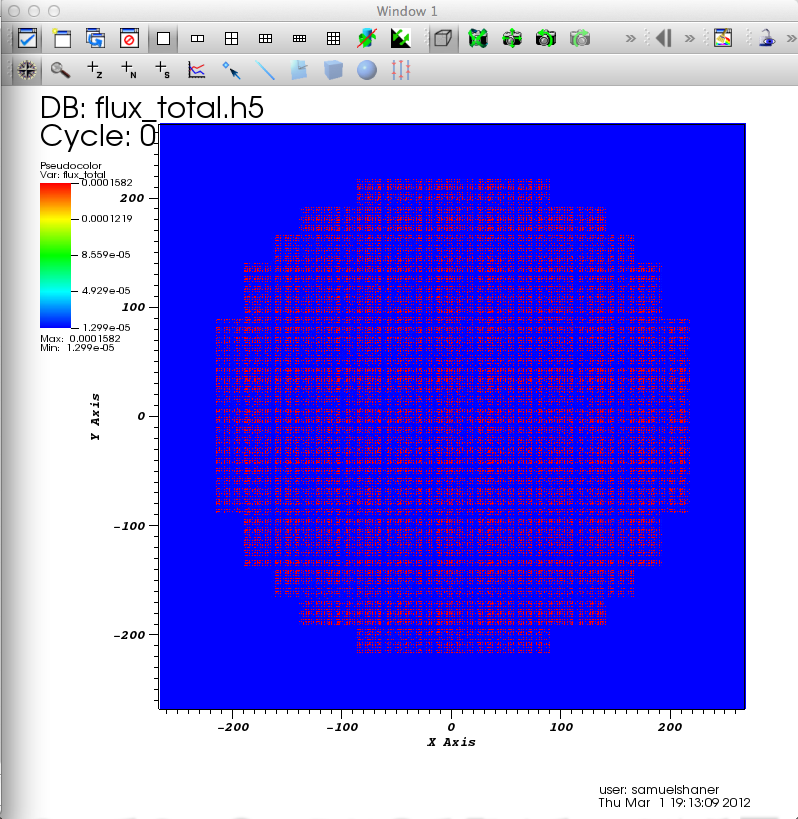 Window 1
+z
+N
+s
DB: flux_total.h5
Cycle: 0
Pseudocolor
Var: flux_total
0.0001582
0.0001219
8.559e-05
4.929e-05
1.299e-05
Max: 0.0001582
Min: 1.299e-05
200
100
0
-100
-200
Y Axis
-200 -100 0 100 200
X Axis
user: samuelshaner
Thu Mar 1 19:13:09 2012